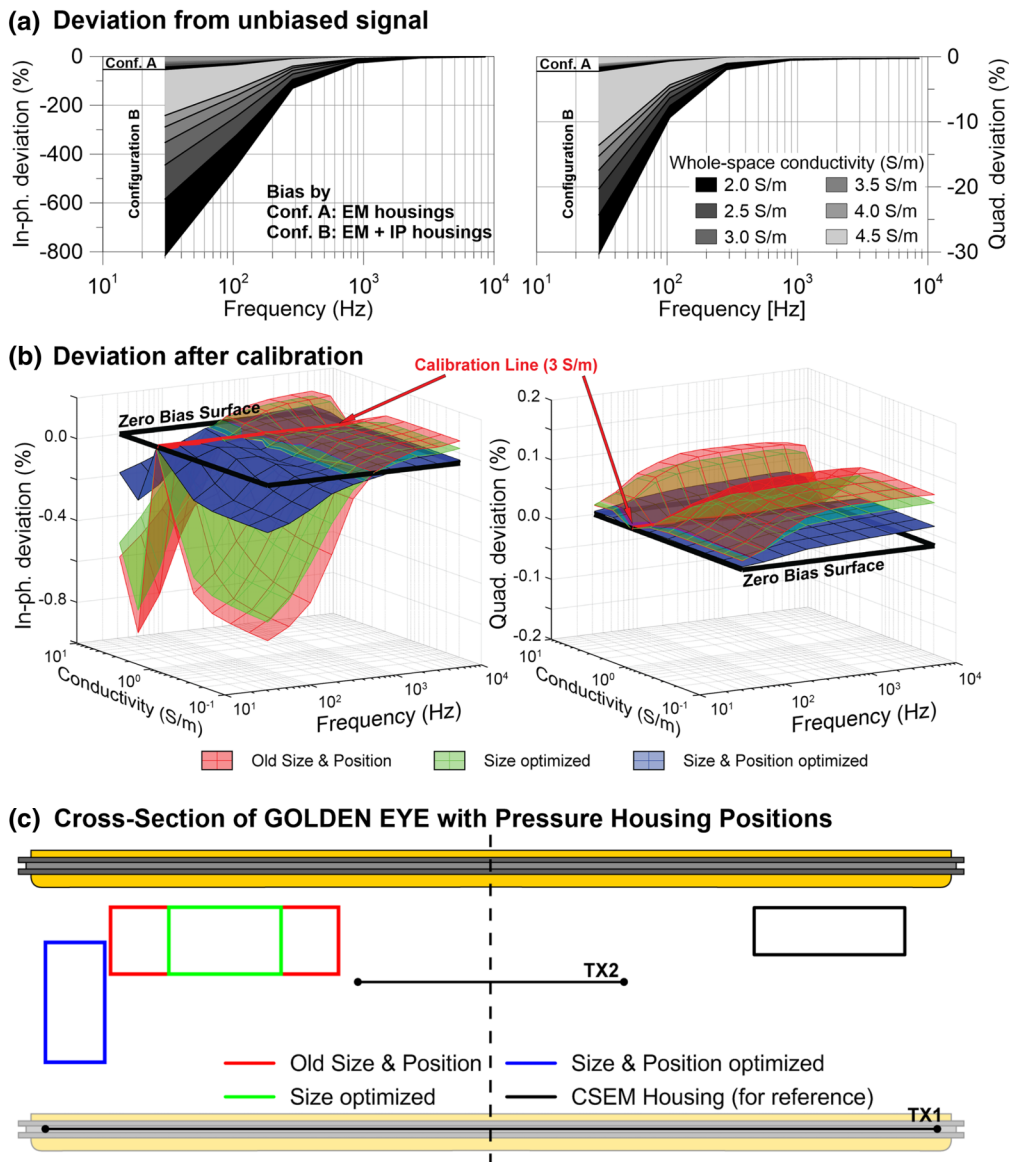 (a) Deviation from unbiased signal
In-ph. deviation (%)
0
-200
-400
-600
-800
Conf. A
Configuration B
Bias by
Conf. A: EM housings
Conf. B: EM + IP housings
10¹ 10² 10³ 10⁴
Frequency (Hz)
Conf. A
Configuration B
Whole-space conductivity (S/m)
2.0 S/m 3.5 S/m
2.5 S/m 4.0 S/m
3.0 S/m 4.5 S/m
0
-10
-20
-30
Quad. deviation (%)
10¹ 10² 10³ 10⁴
Frequency [Hz]
(b) Deviation after calibration
Calibration Line (3 S/m)
Zero Bias Surface
In-ph. deviation (%)
0.0
-0.4
-0.8
10¹ 10⁰ 10⁻¹
Conductivity (S/m)
10¹ 10² 10³ 10⁴
Frequency (Hz)
Quad. deviation (%)
0.2
0.1
0.0
-0.1
-0.2
Zero Bias Surface
10¹ 10⁰ 10⁻¹
Conductivity (S/m)
10¹ 10² 10³ 10⁴
Frequency (Hz)
Old Size & Position Size optimized Size & Position optimized
(c) Cross-Section of GOLDEN EYE with Pressure Housing Positions
TX2
Old Size & Position Size & Position optimized
Size optimized CSEM Housing (for reference)
TX1